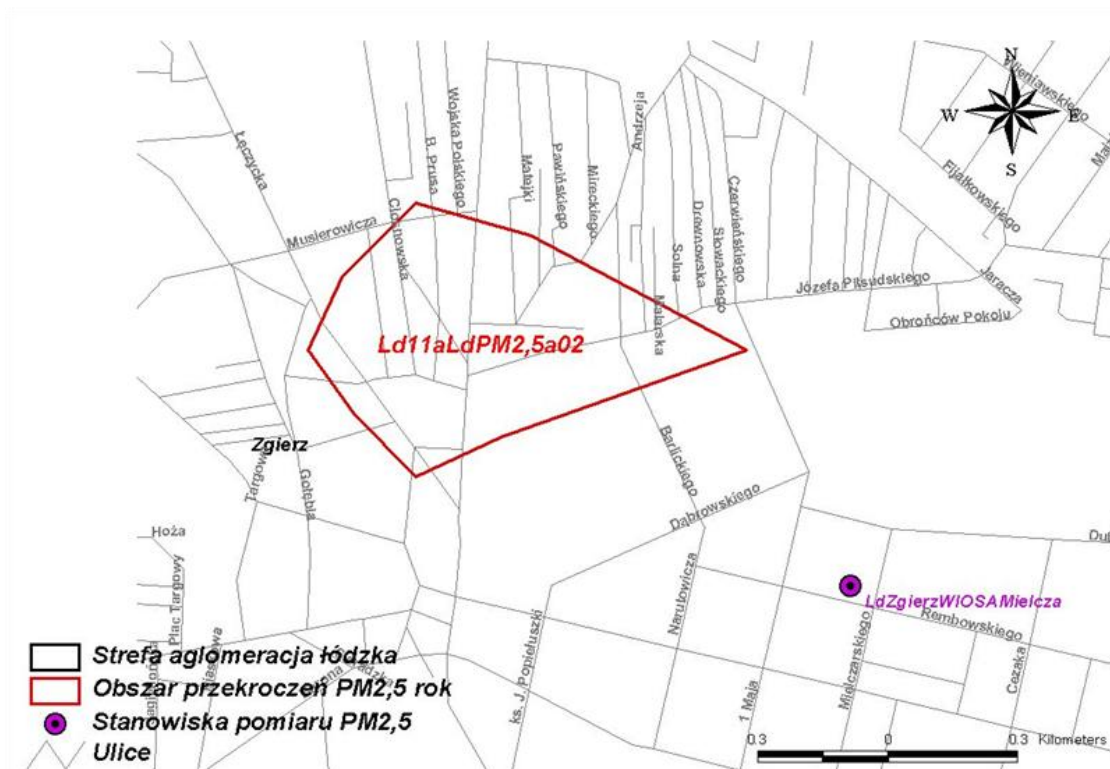 N
W
E
S
Wieniawskiego
Fijałkowskiego
Łęczycka
Wojska Polskiego
B. Prusa
Musierowicza
Matejki
Pawińskiego
Mireckiego
Andrzeja
Czerwieńskiego
Słowackiego
Drewnowska
Solna
Malarska
Józefa Piłsudskiego
Jaracza
Obrońców Pokoju
Ld11aLdPM2,5a02
Zgierz
Targowa
Gołębia
Barlickiego
Dąbrowskiego
Hoża
Plac Targowy
Narutowicza
ks. J. Popiełuszki
1 Maja
Mielczarskiego
LdZgierzWIOSAMielcza
Rembowskiego
Cezaka
Strefa aglomeracja łódzka
Obszar przekroczeń PM2,5 rok
Stanowiska pomiaru PM2,5
Ulice
0.3 0 0.3 Kilometers